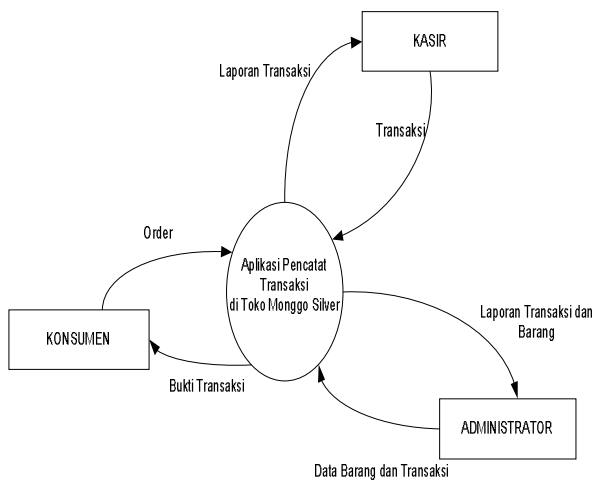 KASIR
Laporan Transaksi
Transaksi
Order
Aplikasi Pencatat
Transaksi
di Toko Monggo Silver
Laporan Transaksi dan
Barang
KONSUMEN
Bukti Transaksi
ADMINISTRATOR
Data Barang dan Transaksi